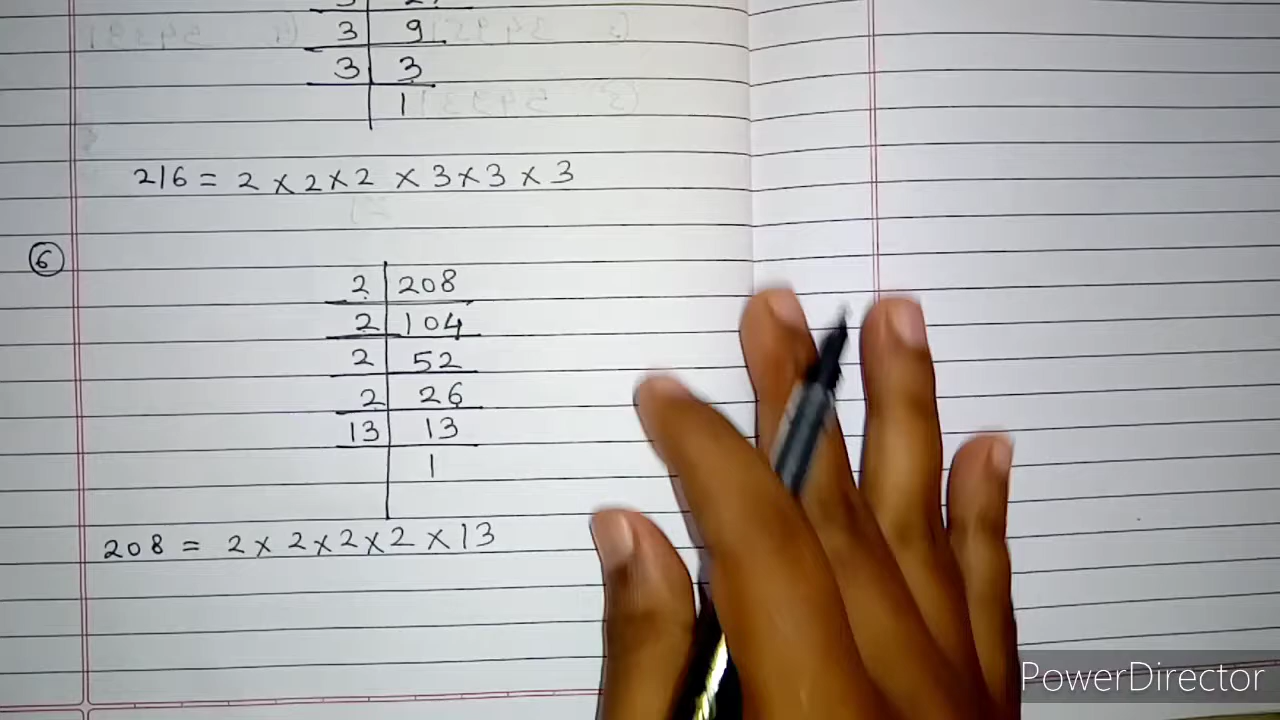 3 | 9
3 | 3
| 1
216 = 2 × 2 × 2 × 3 × 3 × 3
6
2 | 208
2 | 104
2 | 52
2 | 26
13 | 13
| 1
208 = 2 × 2 × 2 × 2 × 13
PowerDirector